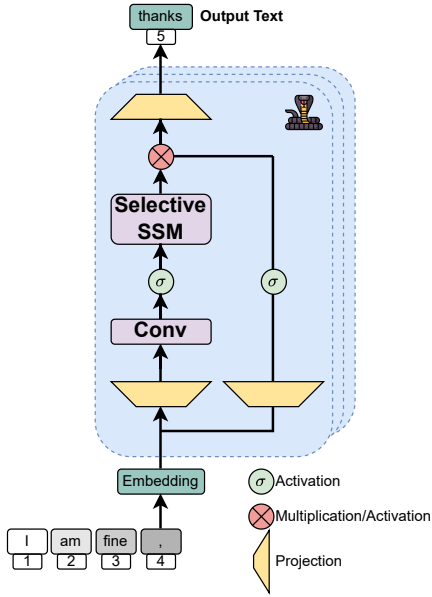 thanks Output Text
5
Selective
SSM
σ
σ
Conv
Embedding
σ Activation
Multiplication/Activation
Projection
I am fine ,
1 2 3 4